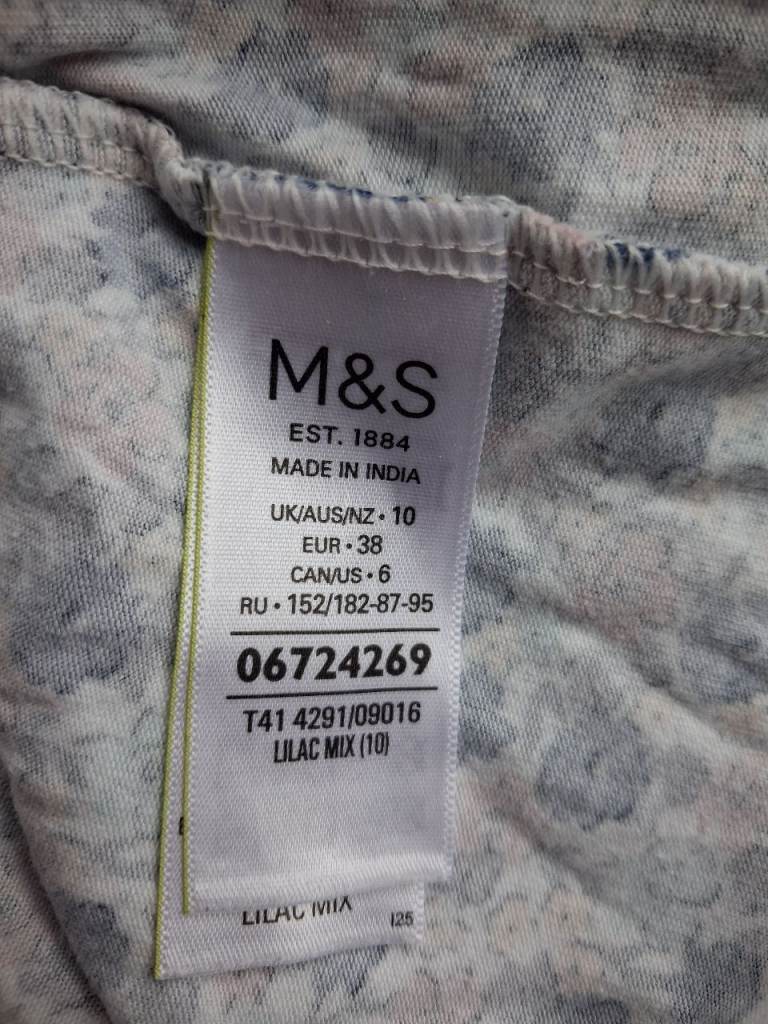 M&S
EST. 1884
MADE IN INDIA
UK/AUS/NZ • 10
EUR • 38
CAN/US • 6
RU • 152/182-87-95
06724269
T41 4291/09016
LILAC MIX (10)
LILAC MIX
I25